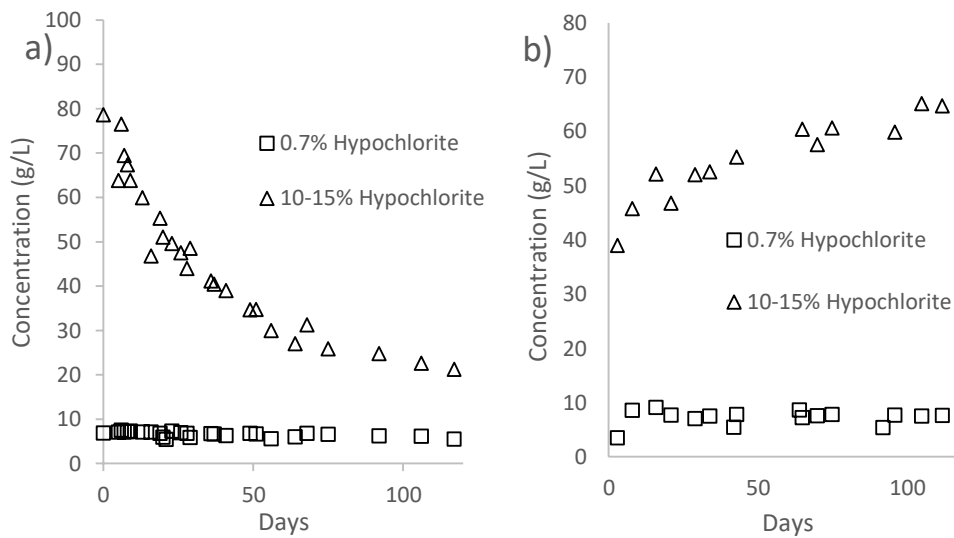 a)
100
90
80
70
60
50
40
30
20
10
0
Concentration (g/L)
0.7% Hypochlorite
10-15% Hypochlorite
0 50 100
Days
b)
80
70
60
50
40
30
20
10
0
Concentration (g/L)
0.7% Hypochlorite
10-15% Hypochlorite
0 50 100
Days